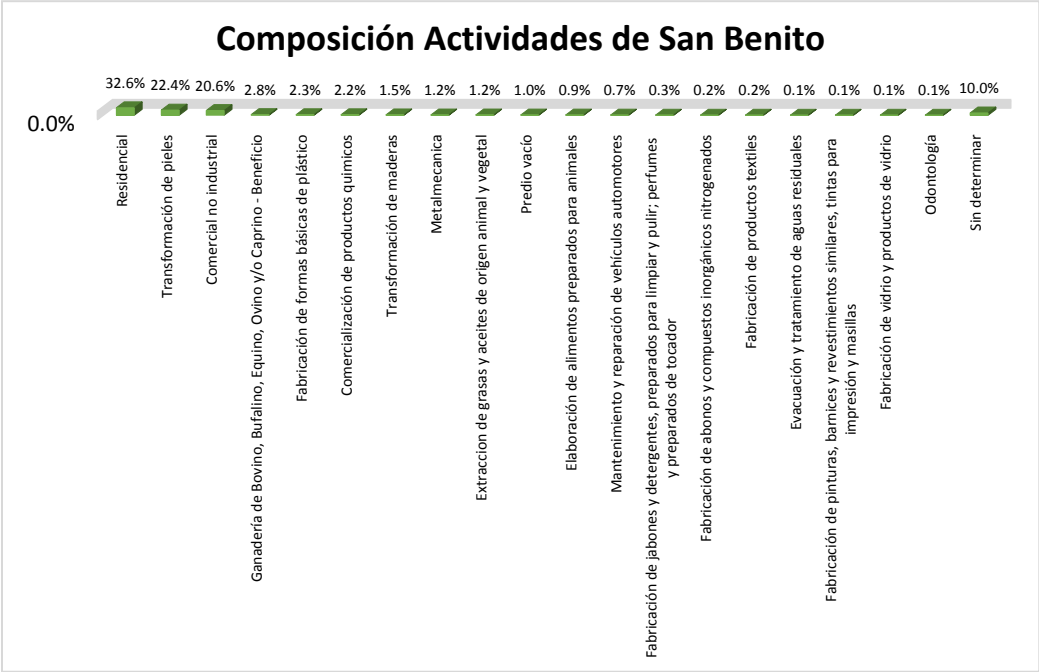 Composición Actividades de San Benito
32.6% 22.4% 20.6% 2.8% 2.3% 2.2% 1.5% 1.2% 1.2% 1.0% 0.9% 0.7% 0.3% 0.2% 0.2% 0.1% 0.1% 0.1% 0.1% 10.0%
0.0%
Residencial
Transformación de pieles
Comercial no industrial
Ganadería de Bovino, Bufalino, Equino, Ovino y/o Caprino - Beneficio
Fabricación de formas básicas de plástico
Comercialización de productos quimicos
Transformación de maderas
Metalmecanica
Extraccion de grasas y aceites de origen animal y vegetal
Predio vacío
Elaboración de alimentos preparados para animales
Mantenimiento y reparación de vehículos automotores
Fabricación de jabones y detergentes, preparados para limpiar y pulir; perfumes
y preparados de tocador
Fabricación de abonos y compuestos inorgánicos nitrogenados
Fabricación de productos textiles
Evacuación y tratamiento de aguas residuales
Fabricación de pinturas, barnices y revestimientos similares, tintas para
impresión y masillas
Fabricación de vidrio y productos de vidrio
Odontología
Sin determinar